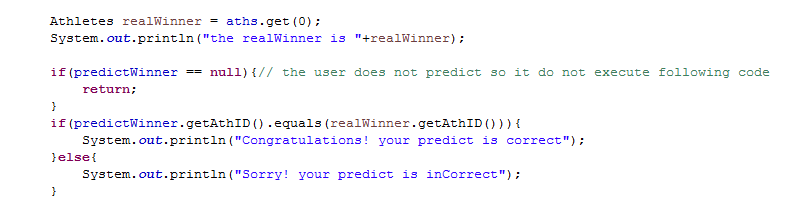 Athletes realWinner = aths.get(0);
System.out.println("the realWinner is "+realWinner);
if(predictWinner == null){// the user does not predict so it do not execute following code
return;
}
if(predictWinner.getAthID().equals(realWinner.getAthID())){
System.out.println("Congratulations! your predict is correct");
}else{
System.out.println("Sorry! your predict is inCorrect");
}